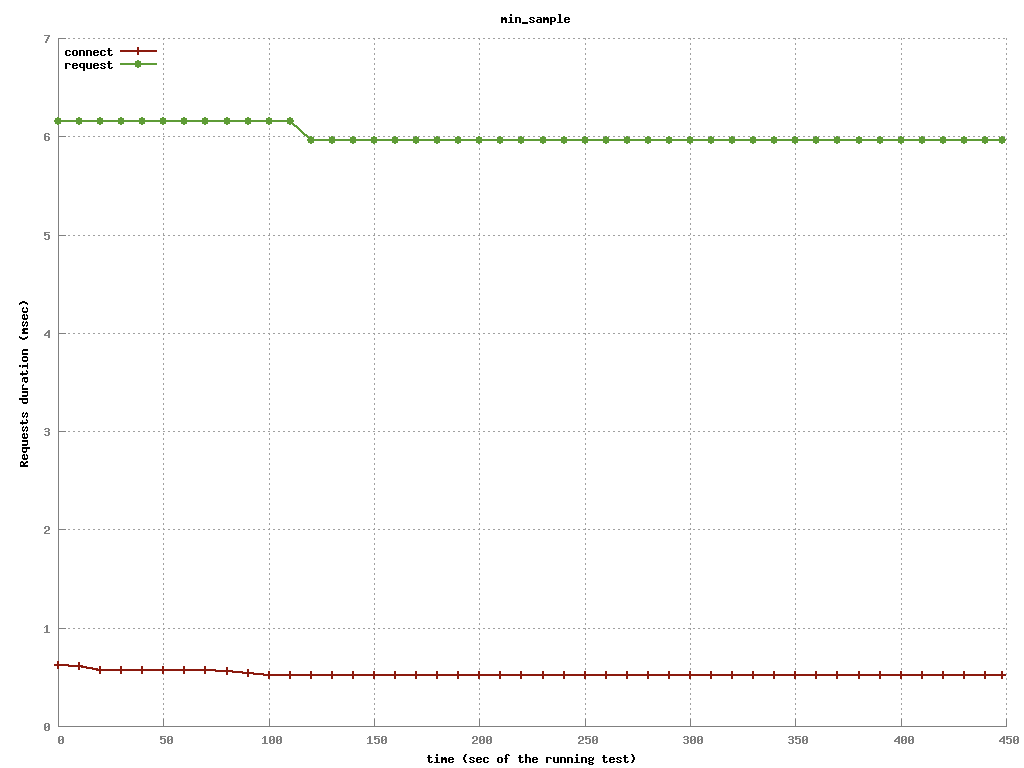 min_sample
connect
request
7
6
5
4
3
2
1
0
Requests duration (msec)
0 50 100 150 200 250 300 350 400 450
time (sec of the running test)